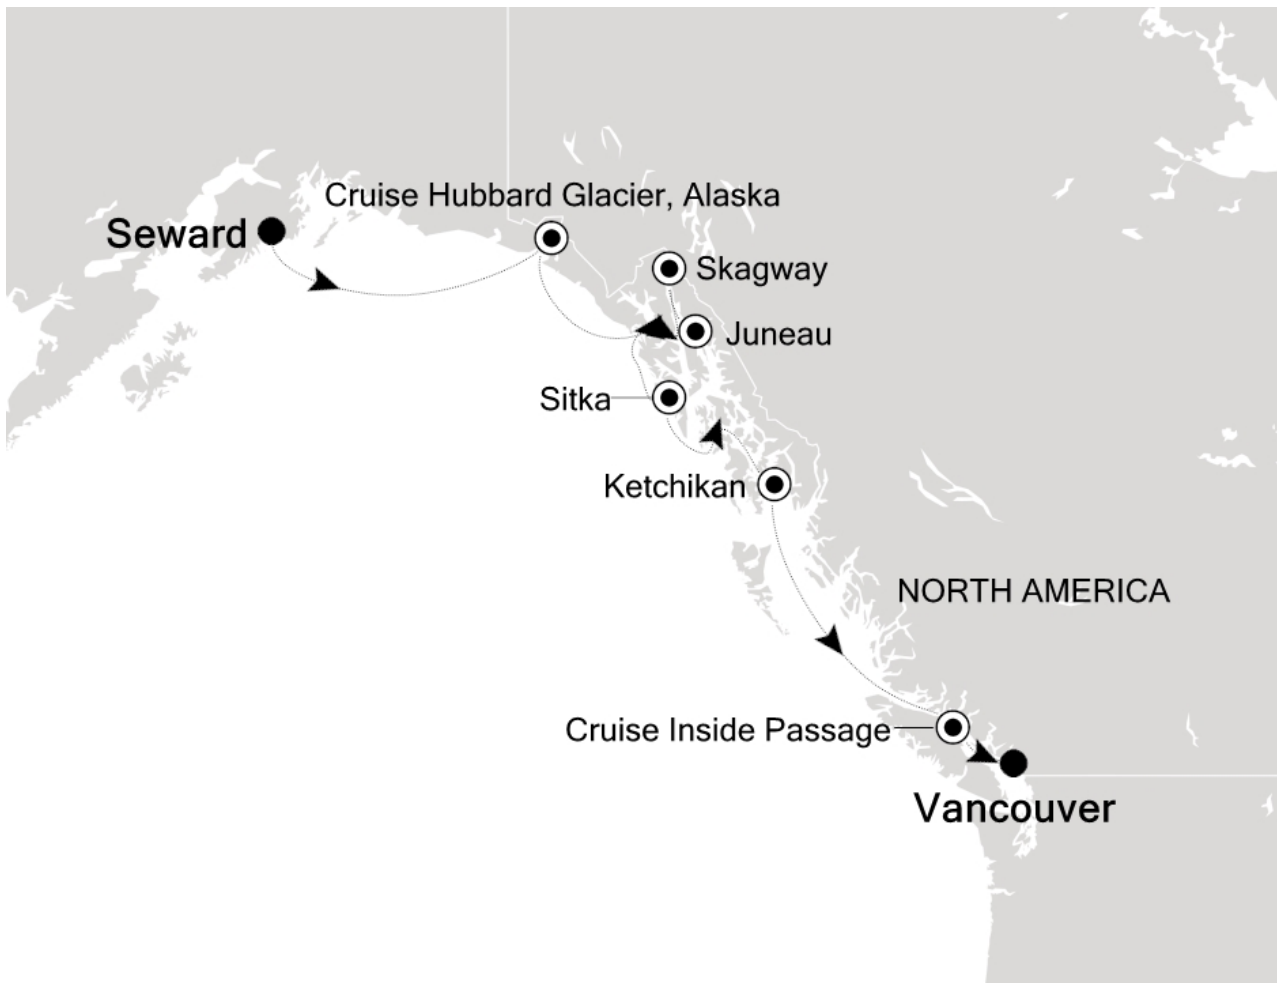 Cruise Hubbard Glacier, Alaska
Seward
Skagway
Juneau
Sitka
Ketchikan
NORTH AMERICA
Cruise Inside Passage
Vancouver